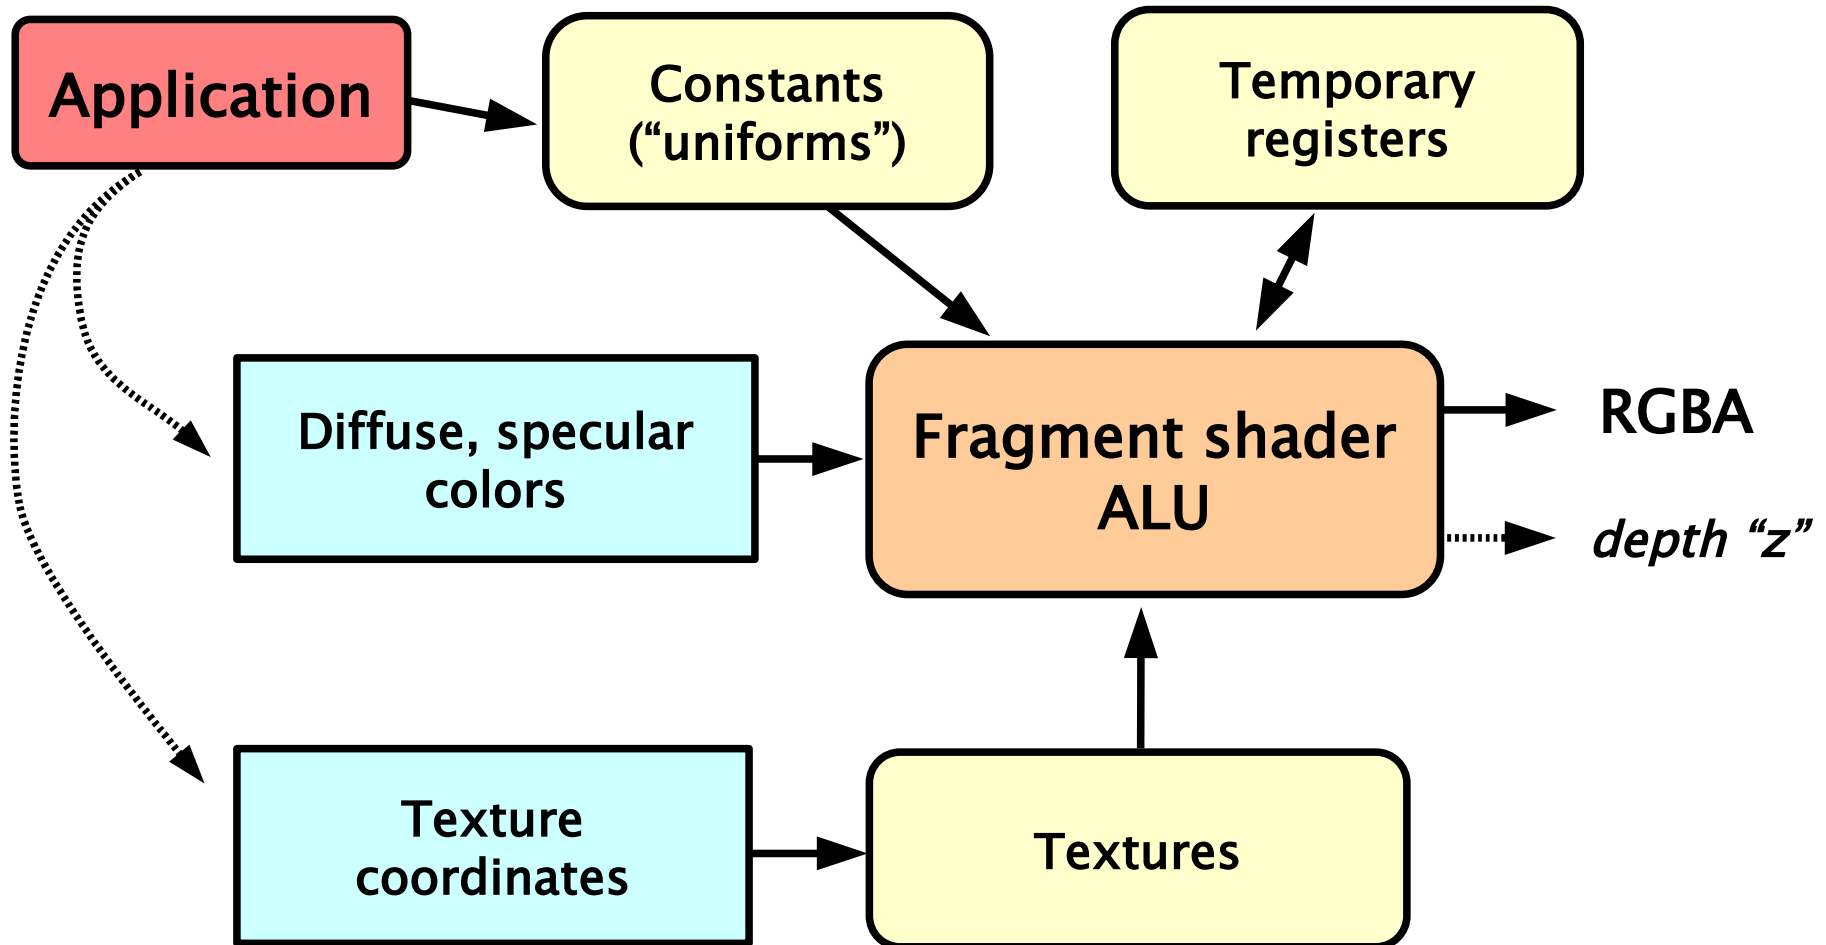 Application
Constants
(“uniforms”)
Temporary
registers
Diffuse, specular
colors
Fragment shader
ALU
RGBA
depth “z”
Texture
coordinates
Textures